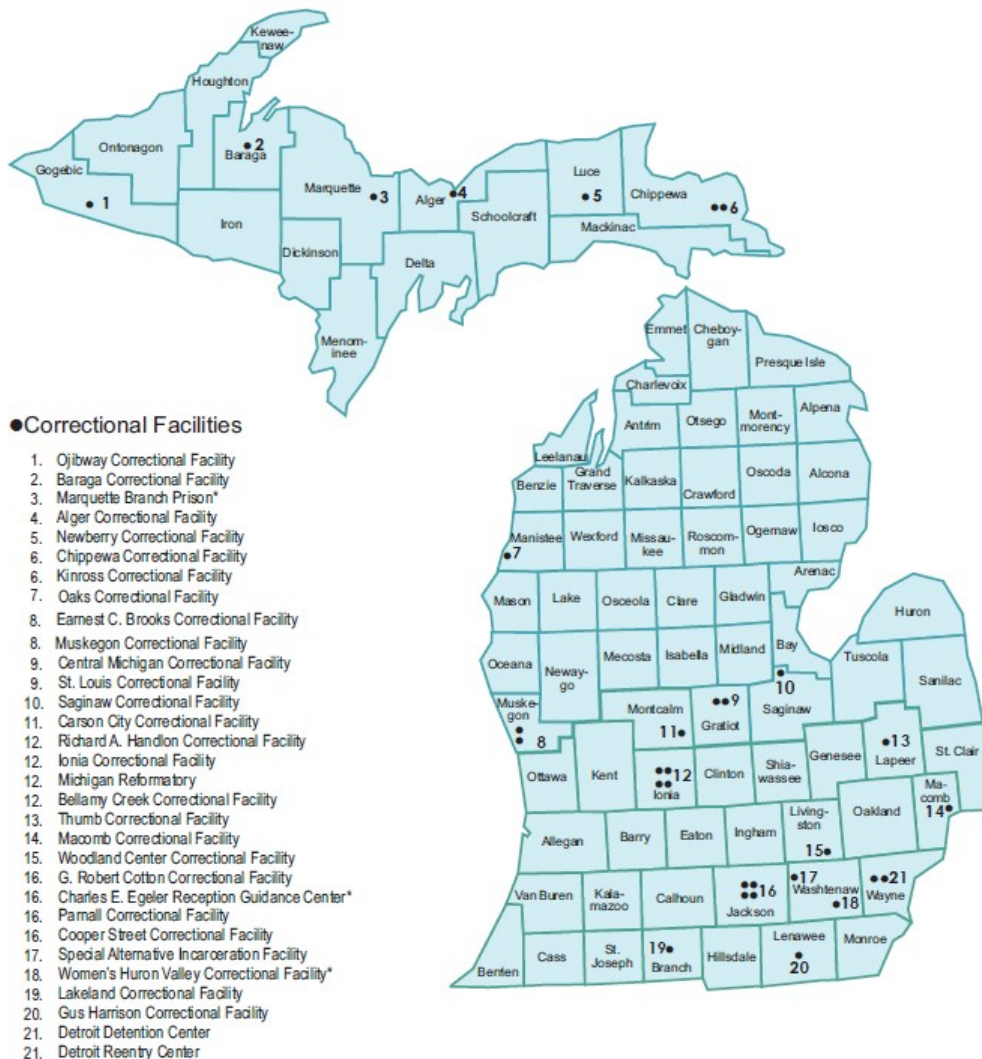 Kewee-
naw
Houghton
Ontonagon
Gogebic
1
2
Baraga
Marquette
3
Alger
4
Luce
5
Chippewa
6
Schoolcraft
Mackinac
Iron
Dickinson
Delta
Menom-
inee
Emmet
Cheboy-
gan
Presque Isle
Charlevoix
Antrim
Otsego
Mont-
morency
Alpena
Leelanau
Benzie
Grand
Traverse
Kalkaska
Crawford
Oscoda
Alcona
Manistee
7
Wexford
Missau-
kee
Roscom-
mon
Ogemaw
Iosco
Arenac
Mason
Lake
Osceola
Clare
Gladwin
Huron
Oceana
Neway-
go
Mecosta
Isabella
Midland
Bay
Tuscola
Sanilac
10
Saginaw
Muske-
gon
8
Montcalm
11
9
Gratiot
Genesee
13
Lapeer
St. Clair
Ottawa
Kent
12
Ionia
Clinton
Shia-
wassee
Ma-
comb
14
Oakland
Living-
ston
15
Allegan
Barry
Eaton
Ingham
Van Buren
Kala-
mazoo
Calhoun
16
Jackson
17
Washtenaw
18
21
Wayne
Berrien
Cass
St.
Joseph
19
Branch
Hillsdale
Lenawee
20
Monroe
●Correctional Facilities
1. Ojibway Correctional Facility
2. Baraga Correctional Facility
3. Marquette Branch Prison*
4. Alger Correctional Facility
5. Newberry Correctional Facility
6. Chippewa Correctional Facility
6. Kinross Correctional Facility
7. Oaks Correctional Facility
8. Earnest C. Brooks Correctional Facility
8. Muskegon Correctional Facility
9. Central Michigan Correctional Facility
9. St. Louis Correctional Facility
10. Saginaw Correctional Facility
11. Carson City Correctional Facility
12. Richard A. Handlon Correctional Facility
12. Ionia Correctional Facility
12. Michigan Reformatory
12. Bellamy Creek Correctional Facility
13. Thumb Correctional Facility
14. Macomb Correctional Facility
15. Woodland Center Correctional Facility
16. G. Robert Cotton Correctional Facility
16. Charles E. Egeler Reception Guidance Center*
16. Parnall Correctional Facility
16. Cooper Street Correctional Facility
17. Special Alternative Incarceration Facility
18. Women's Huron Valley Correctional Facility*
19. Lakeland Correctional Facility
20. Gus Harrison Correctional Facility
21. Detroit Detention Center
21. Detroit Reentry Center